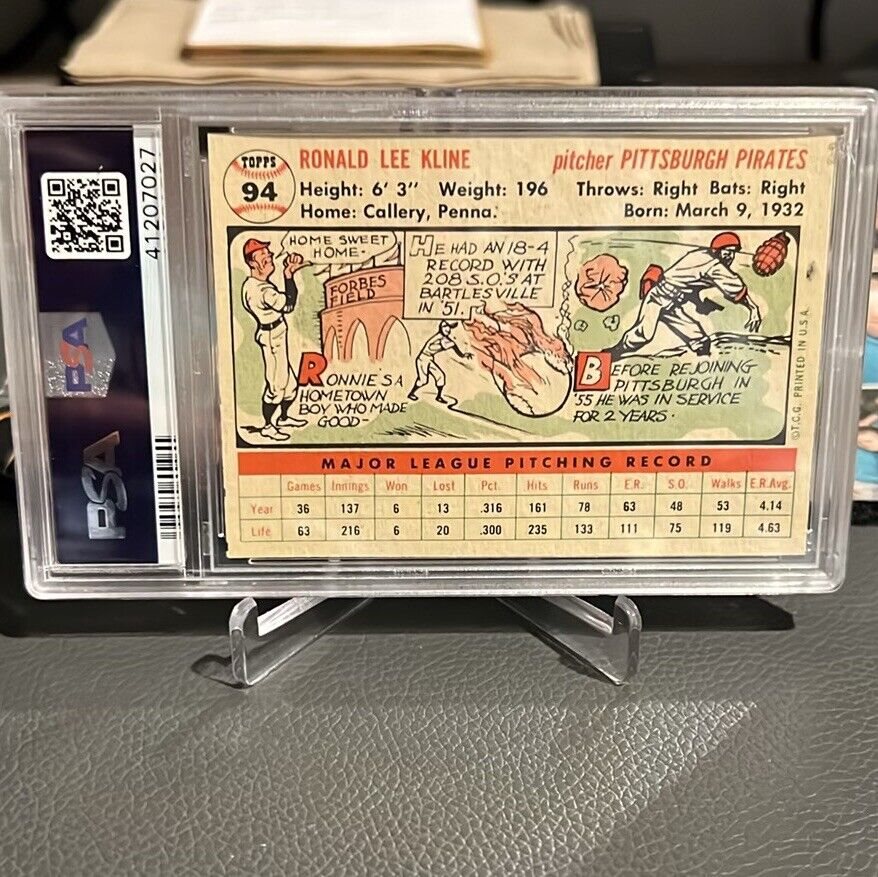 41207027
PSA
PSA
TOPPS
94
RONALD LEE KLINE
pitcher PITTSBURGH PIRATES
Height: 6' 3" Weight: 196
Throws: Right Bats: Right
Home: Callery, Penna.
Born: March 9, 1932
HOME SWEET
HOME-
FORBES
FIELD
RONNIE'S A
HOMETOWN
BOY WHO MADE
GOOD-
HE HAD AN 18-4
RECORD WITH
208 S.O.'S AT
BARTLESVILLE
IN '51.
BEFORE REJOINING
PITTSBURGH IN
'55 HE WAS IN SERVICE
FOR 2 YEARS.
©T.C.G. PRINTED IN U.S.A.
MAJOR LEAGUE PITCHING RECORD
Games Innings Won Lost Pct. Hits Runs E.R. S.O. Walks E.R.Avg.
Year 36 137 6 13 .316 161 78 63 48 53 4.14
Life 63 216 6 20 .300 235 133 111 75 119 4.63